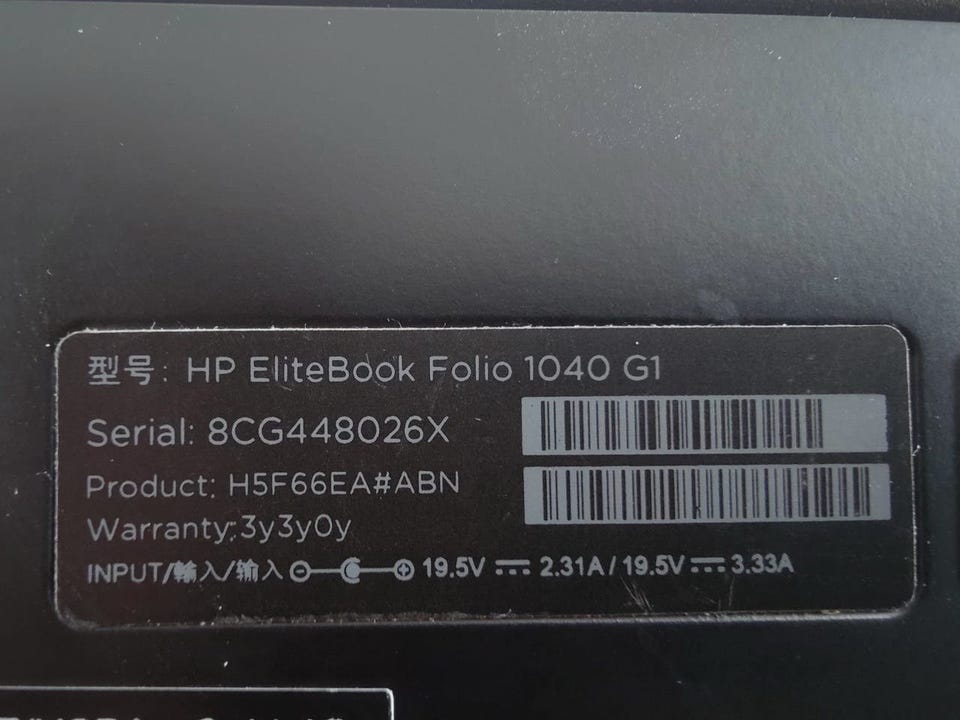 型号: HP EliteBook Folio 1040 G1
Serial: 8CG448026X
Product: H5F66EA#ABN
Warranty:3y3y0y
INPUT/輸入/输入 19.5V 2.31A / 19.5V 3.33A